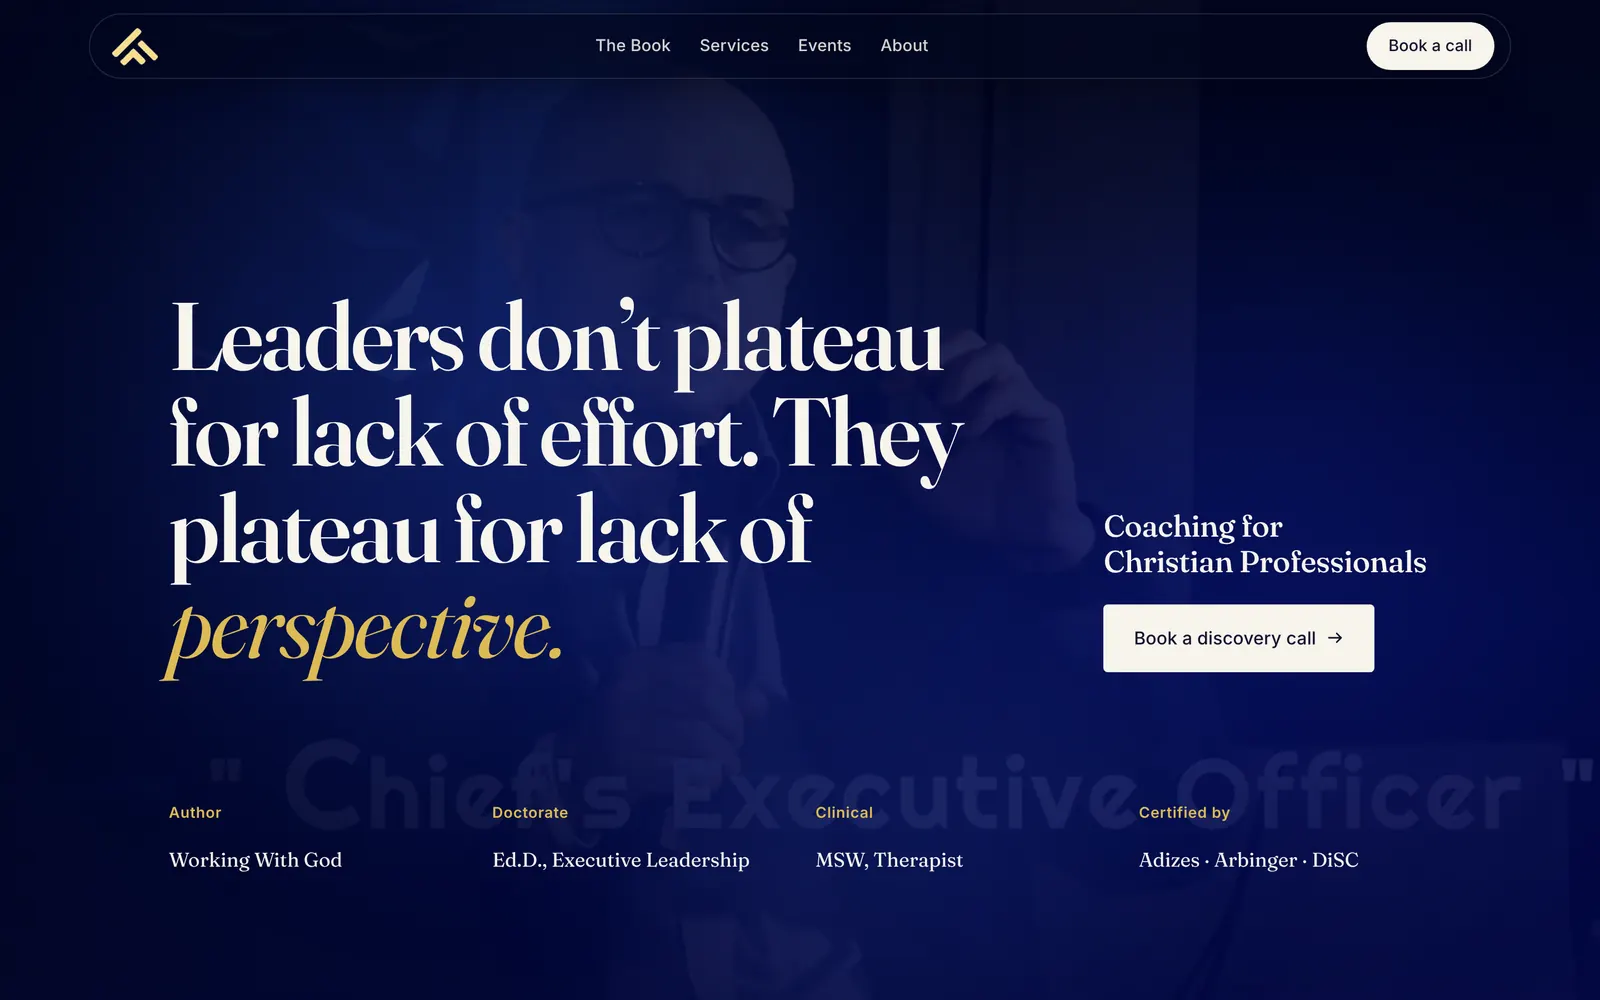 The Book
Services
Events
About
Book a call
Leaders don’t plateau
for lack of effort. They
plateau for lack of
perspective.
Coaching for
Christian Professionals
Book a discovery call →
" Chief's Executive Officer "
Author
Working With God
Doctorate
Ed.D., Executive Leadership
Clinical
MSW, Therapist
Certified by
Adizes · Arbinger · DiSC